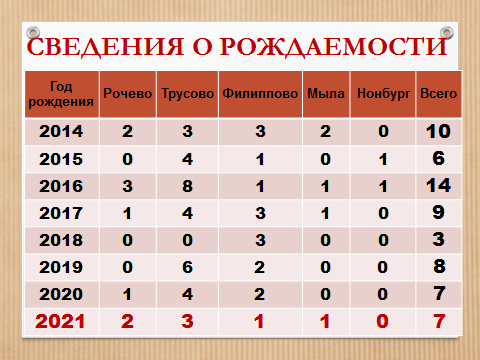 СВЕДЕНИЯ О РОЖДАЕМОСТИ
Год рождения Рочево Трусово Филиппово Мыла Нонбург Всего
2014 2 3 3 2 0 10
2015 0 4 1 0 1 6
2016 3 8 1 1 1 14
2017 1 4 3 1 0 9
2018 0 0 3 0 0 3
2019 0 6 2 0 0 8
2020 1 4 2 0 0 7
2021 2 3 1 1 0 7